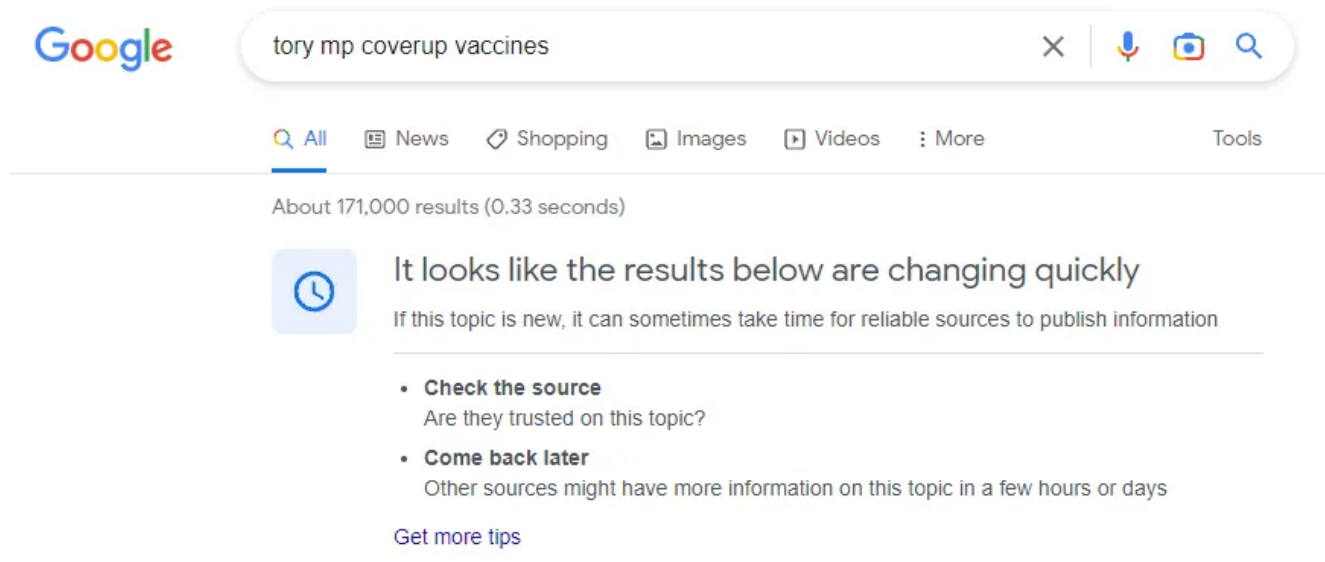 Google
tory mp coverup vaccines
All News Shopping Images Videos More Tools
About 171,000 results (0.33 seconds)
It looks like the results below are changing quickly
If this topic is new, it can sometimes take time for reliable sources to publish information
• Check the source
Are they trusted on this topic?
• Come back later
Other sources might have more information on this topic in a few hours or days
Get more tips